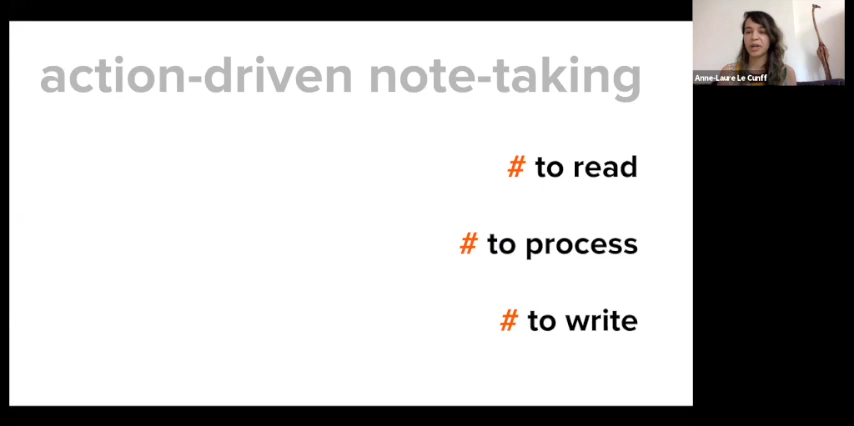 action-driven note-taking
Anne-Laure Le Cunff
# to read
# to process
# to write